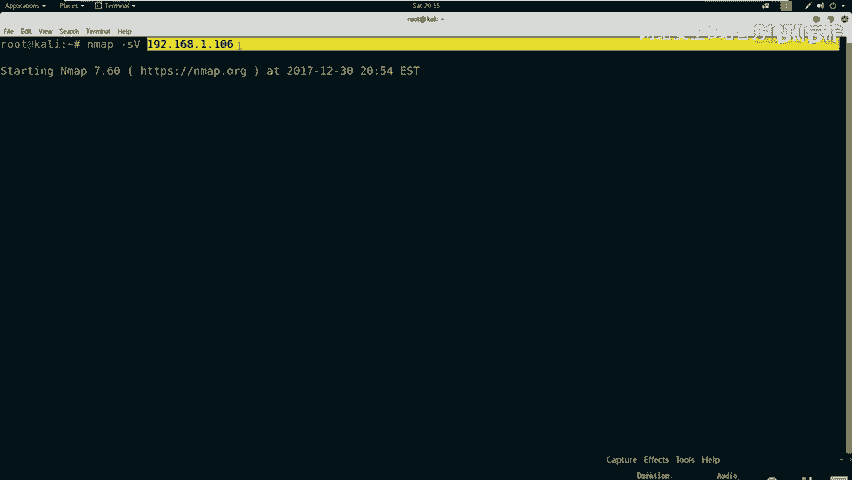 Applications Places Terminal
Sat 20:55
root@kali: ~
File Edit View Search Terminal Help
root@kali:~# nmap -sV 192.168.1.106
Starting Nmap 7.60 ( https://nmap.org ) at 2017-12-30 20:54 EST
Capture Effects Tools Help
Duration Audio